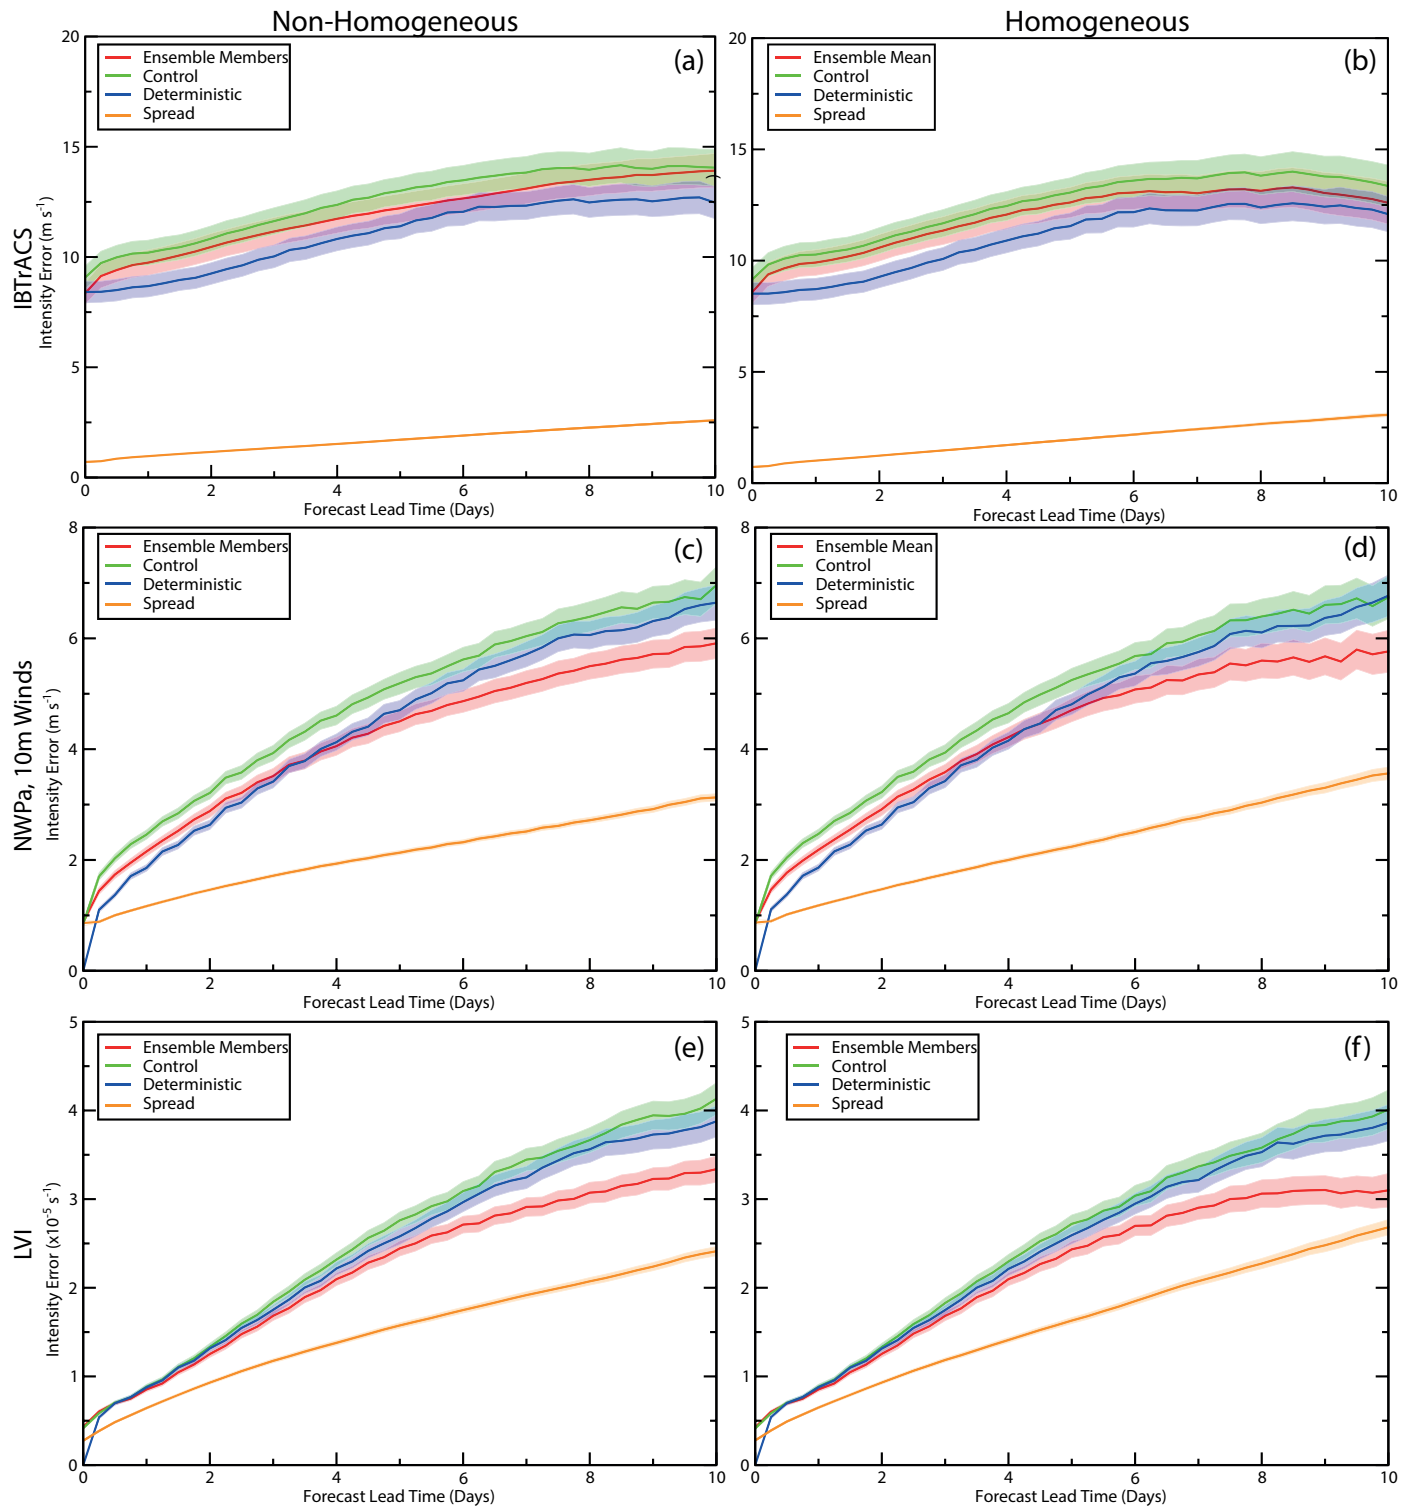 Non-Homogeneous
Homogeneous
IBTrACS
Intensity Error (m s⁻¹)
20
15
10
5
0
Ensemble Members
Control
Deterministic
Spread
(a)
0 2 4 6 8 10
Forecast Lead Time (Days)
20
15
10
5
0
Ensemble Mean
Control
Deterministic
Spread
(b)
0 2 4 6 8 10
Forecast Lead Time (Days)
NWPa, 10m Winds
Intensity Error (m s⁻¹)
8
6
4
2
0
Ensemble Members
Control
Deterministic
Spread
(c)
0 2 4 6 8 10
Forecast Lead Time (Days)
8
6
4
2
0
Ensemble Mean
Control
Deterministic
Spread
(d)
0 2 4 6 8 10
Forecast Lead Time (Days)
LVI
Intensity Error (x10⁻⁵ s⁻¹)
5
4
3
2
1
0
Ensemble Members
Control
Deterministic
Spread
(e)
0 2 4 6 8 10
Forecast Lead Time (Days)
5
4
3
2
1
0
Ensemble Members
Control
Deterministic
Spread
(f)
0 2 4 6 8 10
Forecast Lead Time (Days)